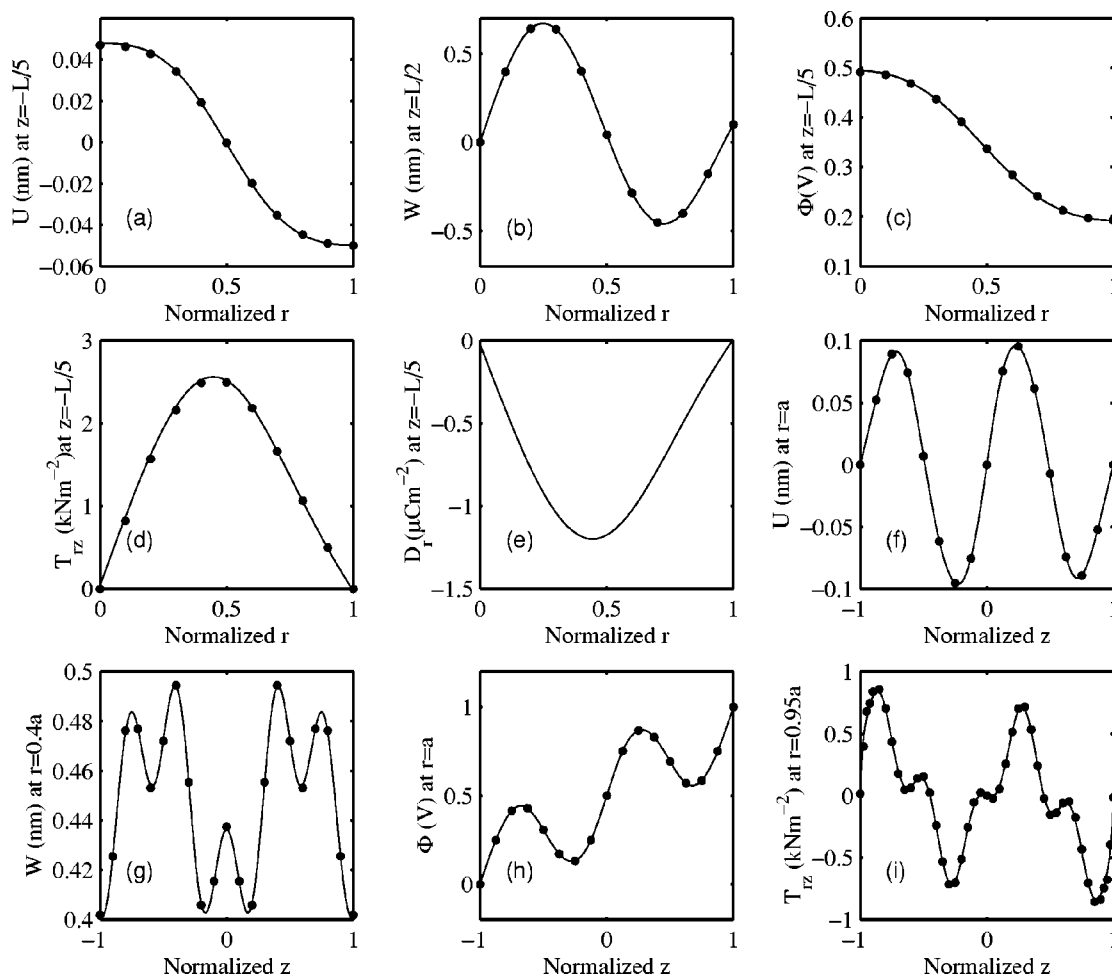 0.04
0.02
0
−0.02
−0.04
−0.06
U (nm) at z=−L/5
(a)
0 0.5 1
Normalized r
0.5
0
−0.5
W (nm) at z=L/2
(b)
0 0.5 1
Normalized r
0.6
0.5
0.4
0.3
0.2
0.1
Φ(V) at z=−L/5
(c)
0 0.5 1
Normalized r
3
2
1
0
T_rz (kNm⁻²)at z=−L/5
(d)
0 0.5 1
Normalized r
0
−0.5
−1
−1.5
D_r(μCm⁻²) at z=−L/5
(e)
0 0.5 1
Normalized r
0.1
0.05
0
−0.05
−0.1
U (nm) at r=a
(f)
−1 0 1
Normalized z
0.5
0.48
0.46
0.44
0.42
0.4
W (nm) at r=0.4a
(g)
−1 0 1
Normalized z
1
0.5
0
Φ (V) at r=a
(h)
−1 0 1
Normalized z
1
0.5
0
−0.5
−1
T_rz (kNm⁻²) at r=0.95a
(i)
−1 0 1
Normalized z